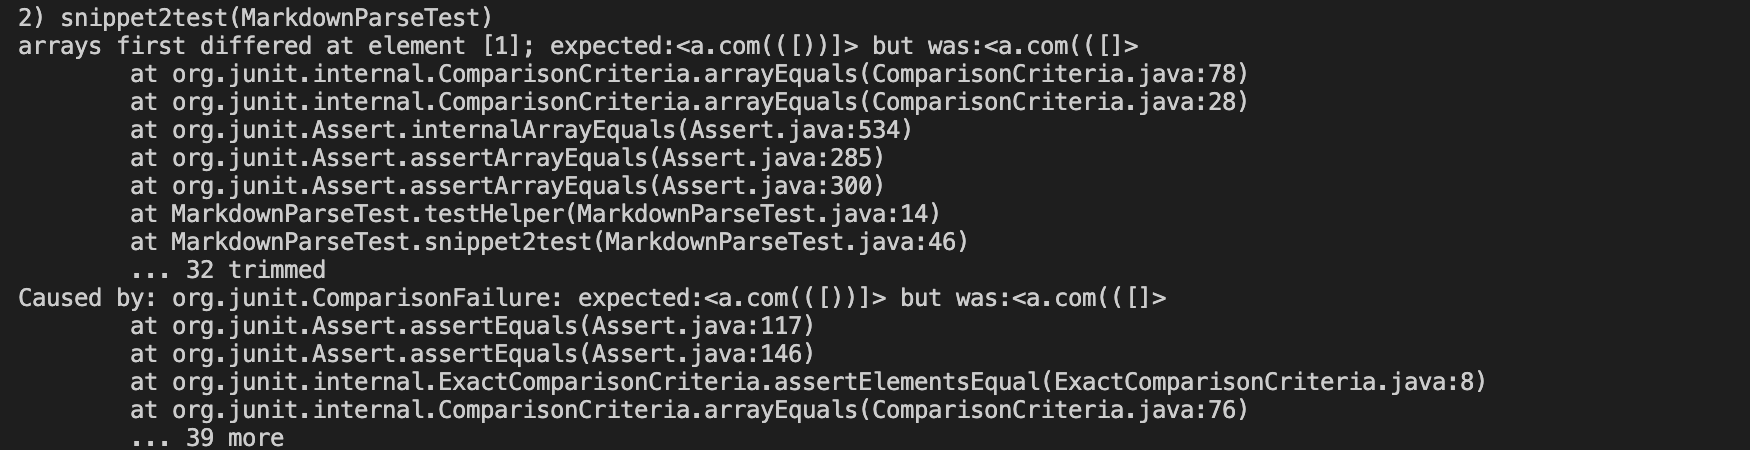 2) snippet2test(MarkdownParseTest)
arrays first differed at element [1]; expected:<a.com(([))]> but was:<a.com(([]>
at org.junit.internal.ComparisonCriteria.arrayEquals(ComparisonCriteria.java:78)
at org.junit.internal.ComparisonCriteria.arrayEquals(ComparisonCriteria.java:28)
at org.junit.Assert.internalArrayEquals(Assert.java:534)
at org.junit.Assert.assertArrayEquals(Assert.java:285)
at org.junit.Assert.assertArrayEquals(Assert.java:300)
at MarkdownParseTest.testHelper(MarkdownParseTest.java:14)
at MarkdownParseTest.snippet2test(MarkdownParseTest.java:46)
... 32 trimmed
Caused by: org.junit.ComparisonFailure: expected:<a.com(([))]> but was:<a.com(([]>
at org.junit.Assert.assertEquals(Assert.java:117)
at org.junit.Assert.assertEquals(Assert.java:146)
at org.junit.internal.ExactComparisonCriteria.assertElementsEqual(ExactComparisonCriteria.java:8)
at org.junit.internal.ComparisonCriteria.arrayEquals(ComparisonCriteria.java:76)
... 39 more